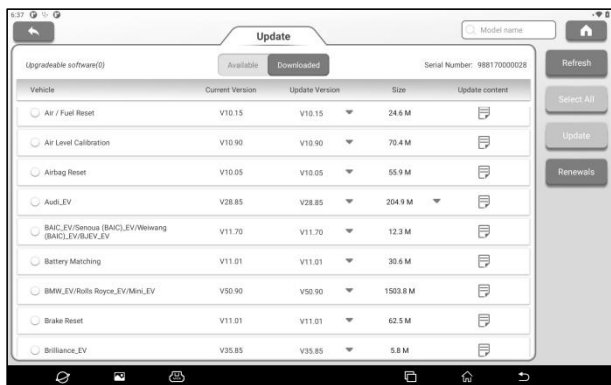 6:37
Update
Model name
Upgradeable software(0)
Available
Downloaded
Serial Number: 988170000028
Refresh
Select All
Update
Renewals
Vehicle Current Version Update Version Size Update content
Air / Fuel Reset V10.15 V10.15 24.6 M
Air Level Calibration V10.90 V10.90 70.4 M
Airbag Reset V10.05 V10.05 55.9 M
Audi_EV V28.85 V28.85 204.9 M
BAIC_EV/Senoua (BAIC)_EV/Weiwang
(BAIC)_EV/BJEV_EV V11.70 V11.70 12.3 M
Battery Matching V11.01 V11.01 30.6 M
BMW_EV/Rolls Royce_EV/Mini_EV V50.90 V50.90 1503.8 M
Brake Reset V11.01 V11.01 62.5 M
Brilliance_EV V35.85 V35.85 5.8 M